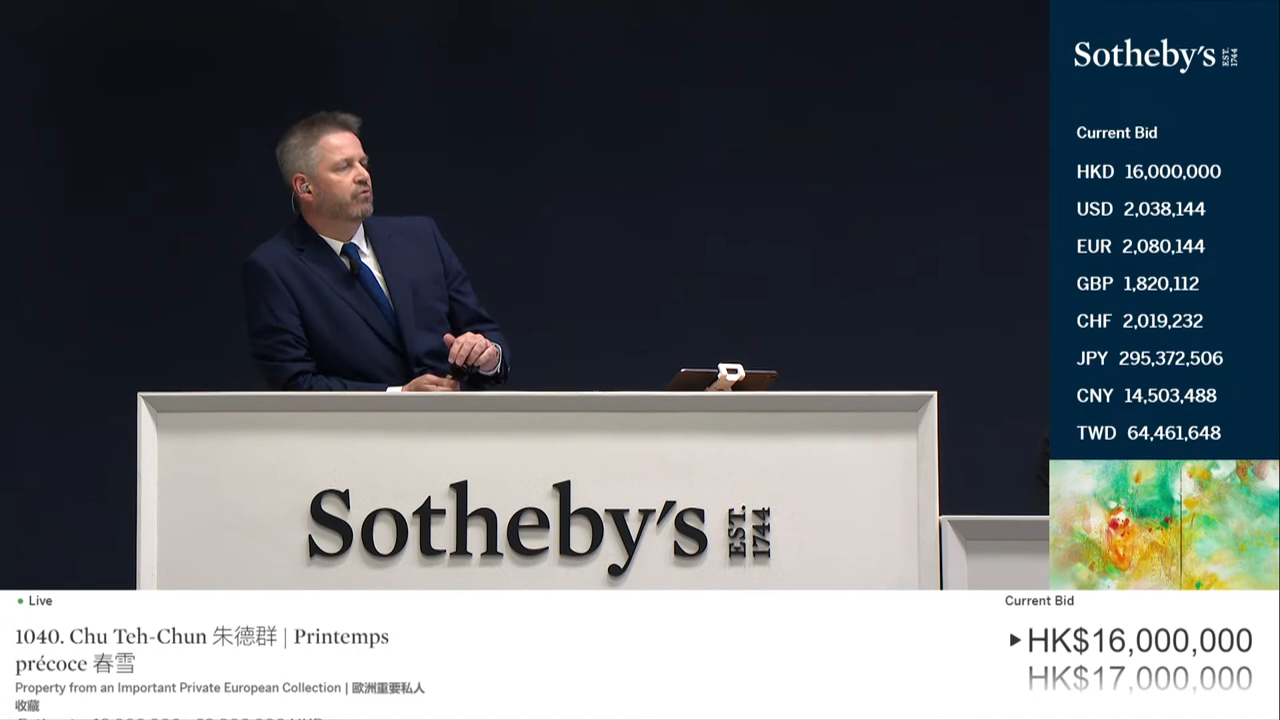 Sotheby's EST. 1744
Current Bid
HKD 16,000,000
USD 2,038,144
EUR 2,080,144
GBP 1,820,112
CHF 2,019,232
JPY 295,372,506
CNY 14,503,488
TWD 64,461,648
Sotheby's EST. 1744
Live
1040. Chu Teh-Chun 朱德群 | Printemps
précoce 春雪
Property from an Important Private European Collection | 歐洲重要私人
收藏
Current Bid
HK$16,000,000
HK$17,000,000